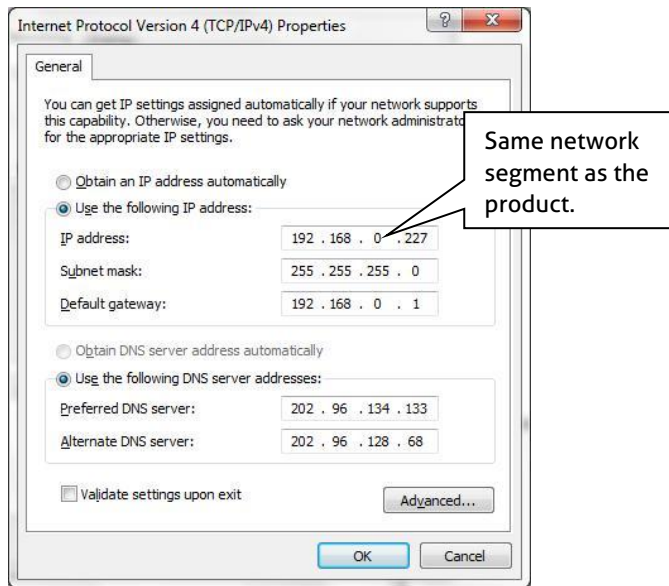 Internet Protocol Version 4 (TCP/IPv4) Properties
General
You can get IP settings assigned automatically if your network supports
this capability. Otherwise, you need to ask your network administrato
for the appropriate IP settings.
Obtain an IP address automatically
Use the following IP address:
IP address: 192 . 168 . 0 . 227
Subnet mask: 255 . 255 . 255 . 0
Default gateway: 192 . 168 . 0 . 1
Obtain DNS server address automatically
Use the following DNS server addresses:
Preferred DNS server: 202 . 96 . 134 . 133
Alternate DNS server: 202 . 96 . 128 . 68
Validate settings upon exit
Advanced...
OK Cancel
Same network
segment as the
product.